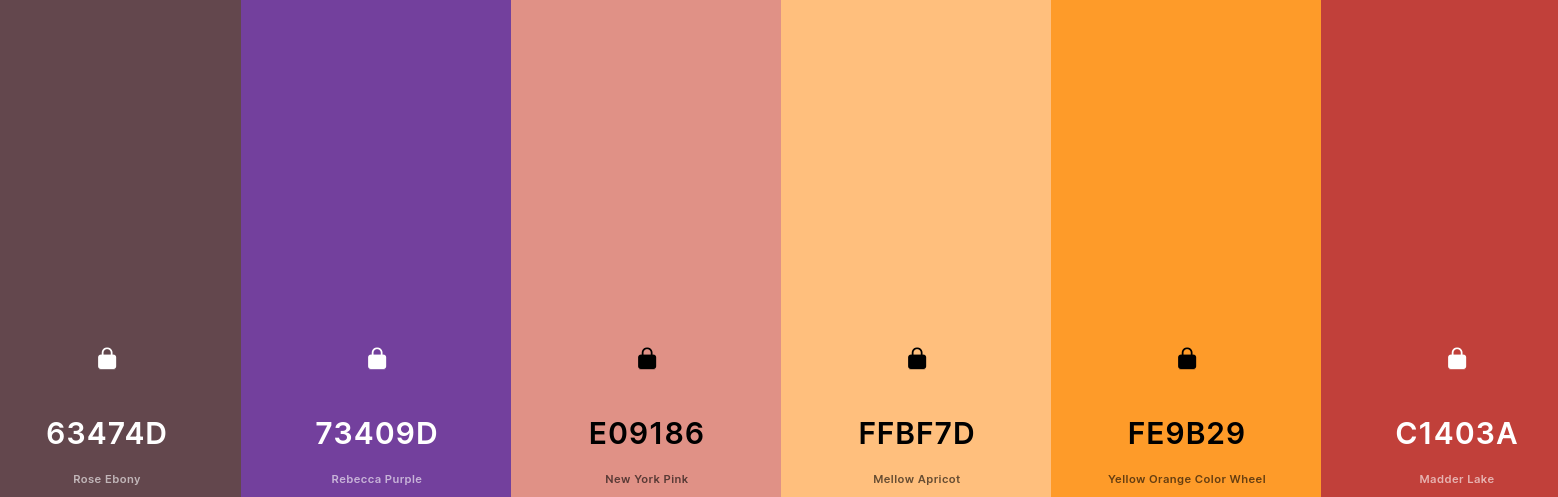 63474D
Rose Ebony
73409D
Rebecca Purple
E09186
New York Pink
FFBF7D
Mellow Apricot
FE9B29
Yellow Orange Color Wheel
C1403A
Madder Lake